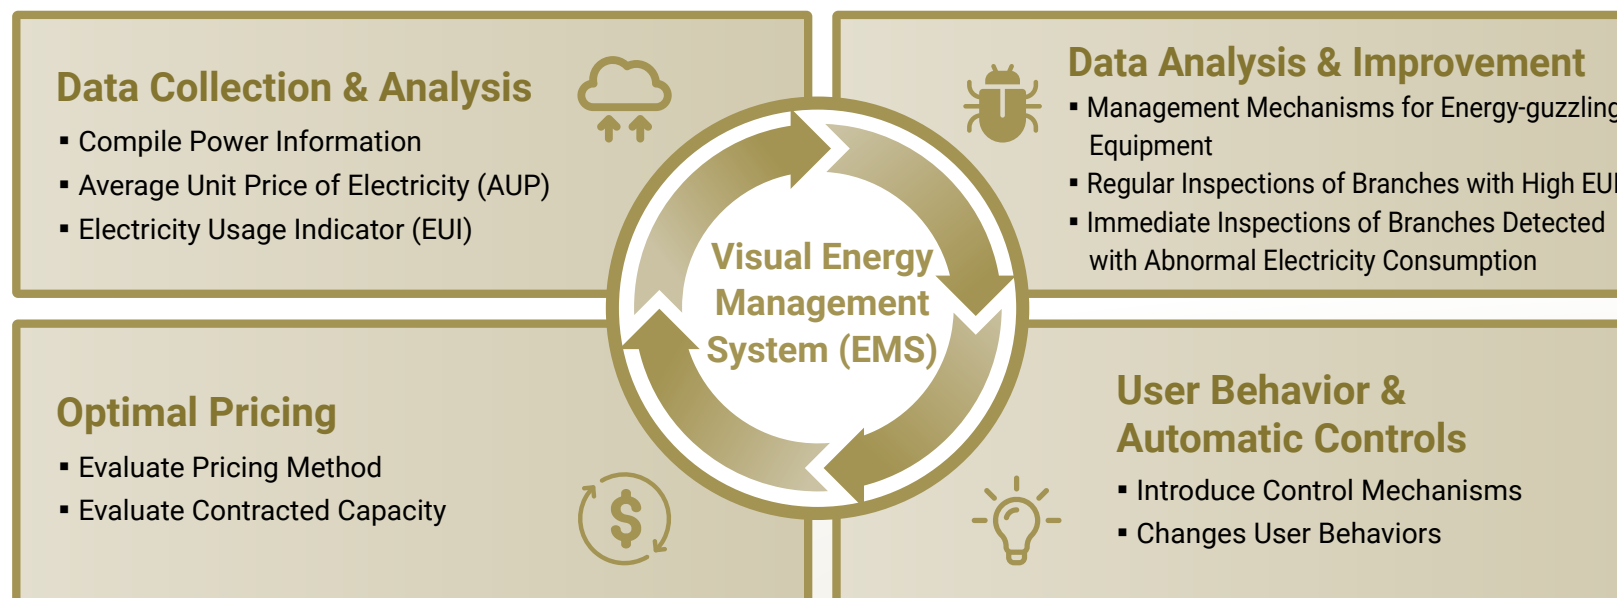 Data Collection & Analysis
▪ Compile Power Information
▪ Average Unit Price of Electricity (AUP)
▪ Electricity Usage Indicator (EUI)
Data Analysis & Improvement
▪ Management Mechanisms for Energy-guzzling
Equipment
▪ Regular Inspections of Branches with High EUI
▪ Immediate Inspections of Branches Detected
with Abnormal Electricity Consumption
Visual Energy
Management
System (EMS)
Optimal Pricing
▪ Evaluate Pricing Method
▪ Evaluate Contracted Capacity
$
User Behavior &
Automatic Controls
▪ Introduce Control Mechanisms
▪ Changes User Behaviors